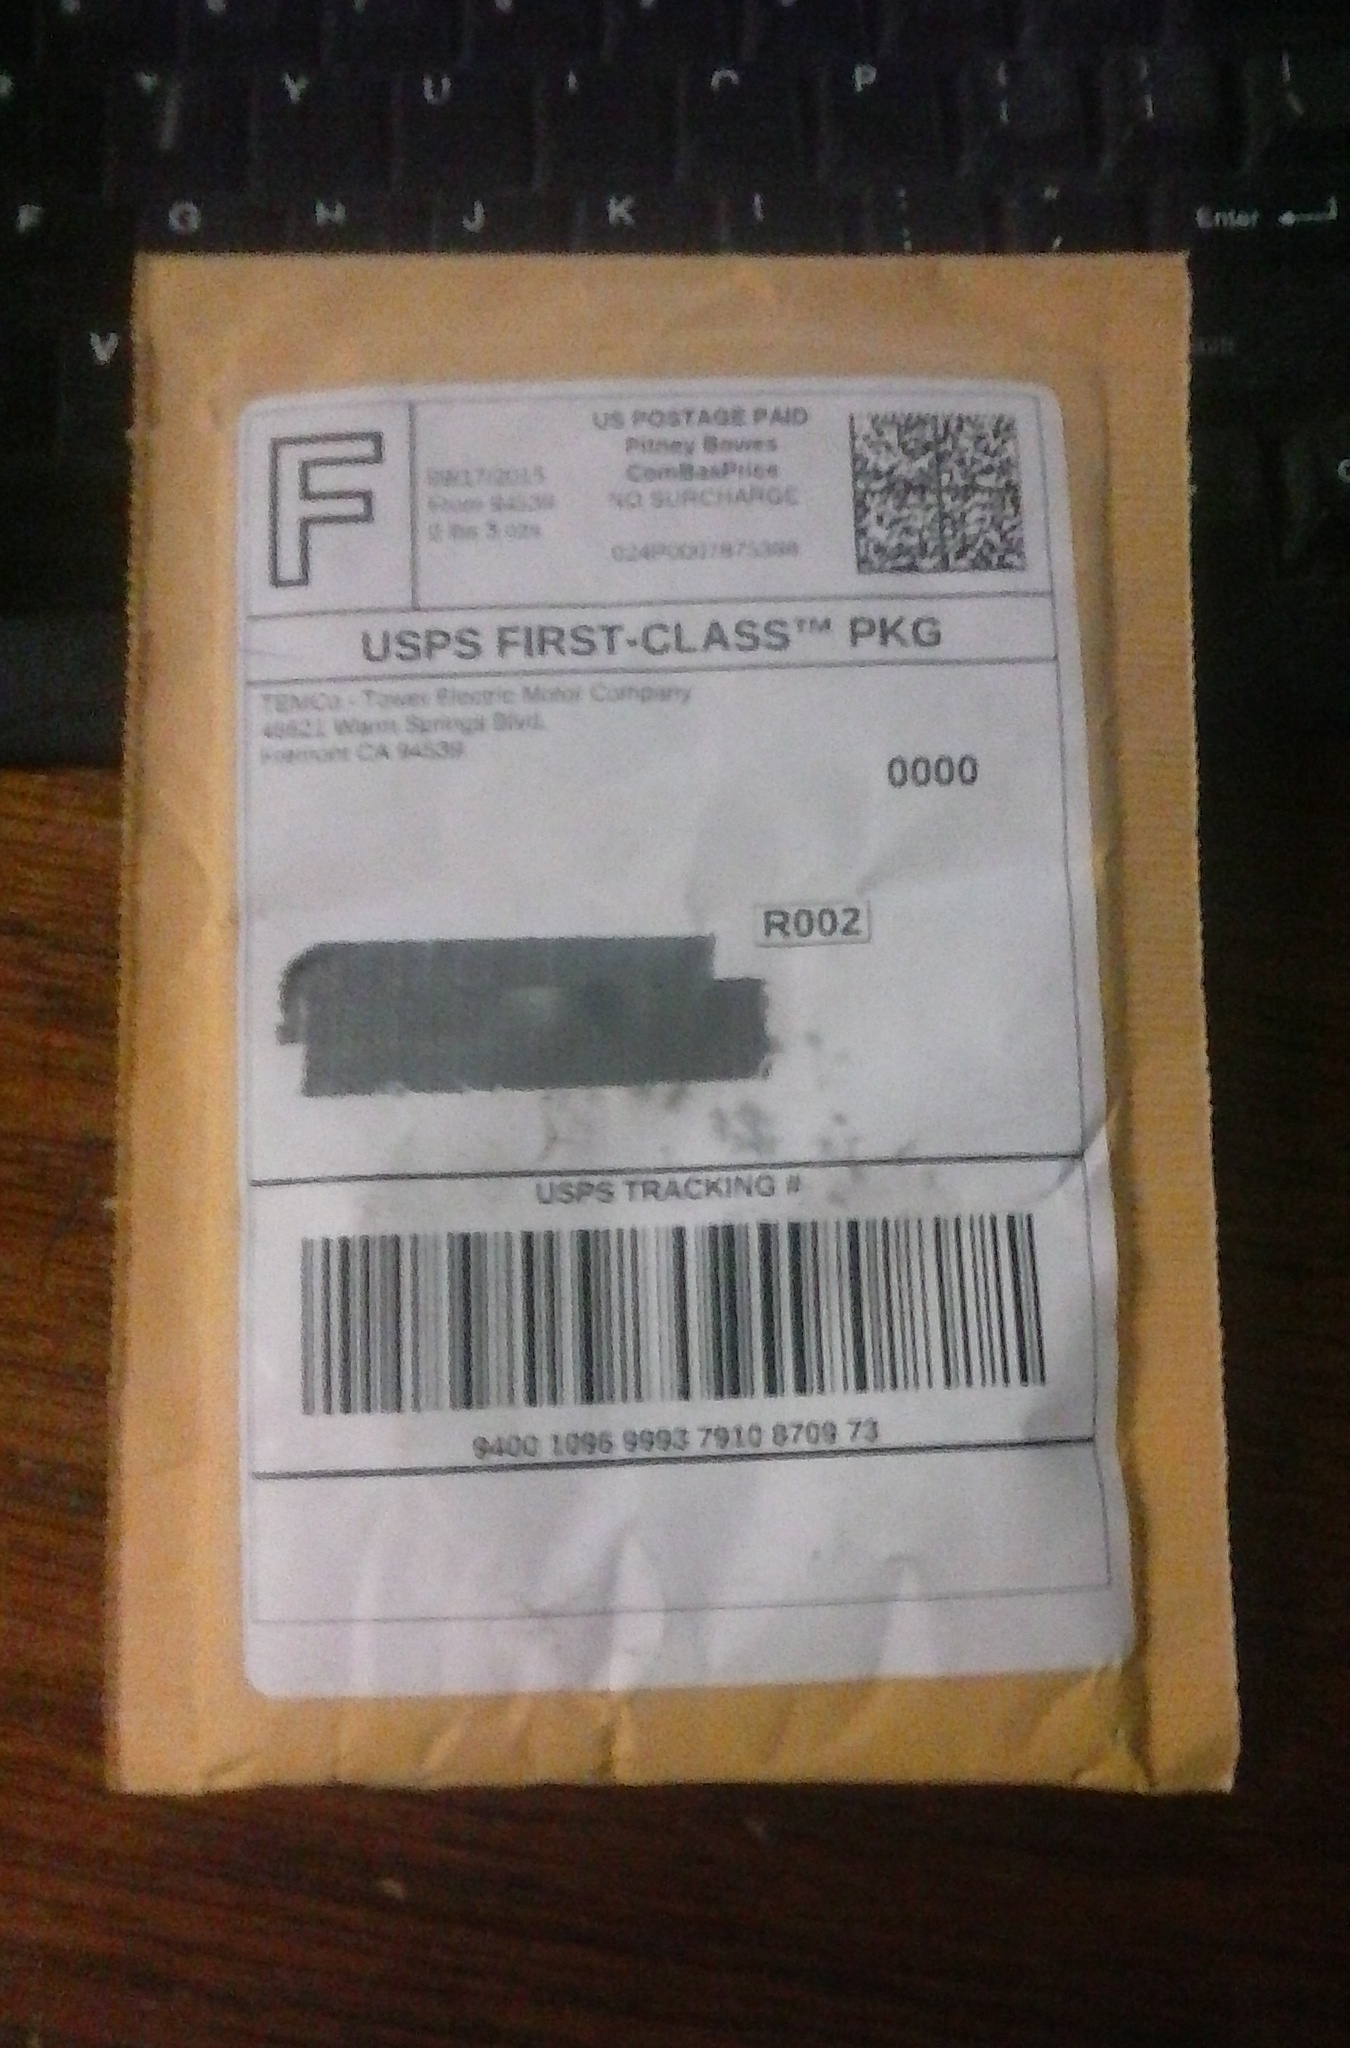 Y U P
F G H J K
Enter
V
F
US POSTAGE PAID
Pitney Bowes
ComBasPrice
NO SURCHARGE
09/17/2015
From 94539
0 lbs 3 ozs
USPS FIRST-CLASS™ PKG
TEMCo - Tower Electric Motor Company
Warm Springs Blvd.
Fremont CA 94539
0000
R002
USPS TRACKING #
9400 1096 9993 7910 8709 73